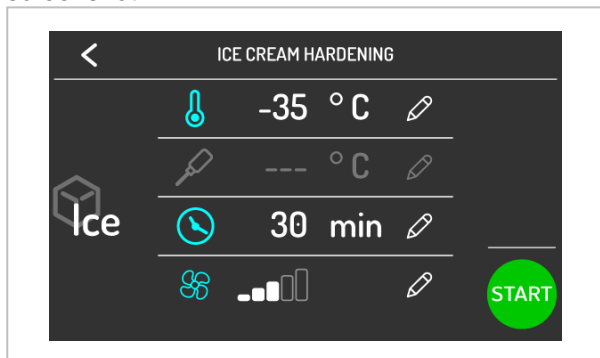 ICE CREAM HARDENING
-35 °C
--- °C
Ice
30 min
START